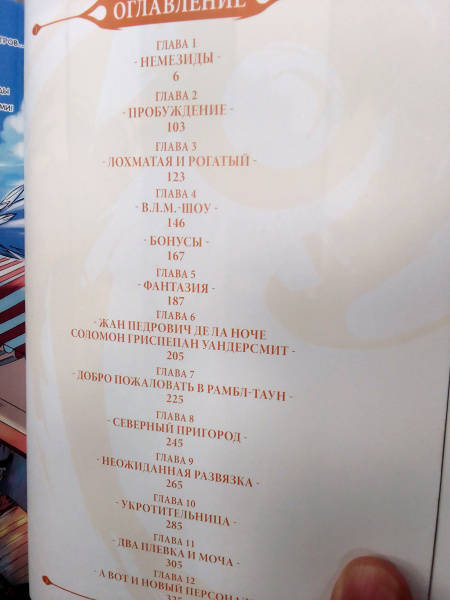 ОГЛАВЛЕНИЕ
ГЛАВА 1
- НЕМЕЗИДЫ -
6
ГЛАВА 2
- ПРОБУЖДЕНИЕ -
103
ГЛАВА 3
- ЛОХМАТАЯ И РОГАТЫЙ -
123
ГЛАВА 4
- В.Л.М.-ШОУ -
146
- БОНУСЫ -
167
ГЛАВА 5
- ФАНТАЗИЯ -
187
ГЛАВА 6
- ЖАН ПЕДРОВИЧ ДЕ ЛА НОЧЕ
СОЛОМОН ГРИСПЕПАН УАНДЕРСМИТ -
205
ГЛАВА 7
- ДОБРО ПОЖАЛОВАТЬ В РАМБЛ-ТАУН -
225
ГЛАВА 8
- СЕВЕРНЫЙ ПРИГОРОД -
245
ГЛАВА 9
- НЕОЖИДАННАЯ РАЗВЯЗКА -
265
ГЛАВА 10
- УКРОТИТЕЛЬНИЦА -
285
ГЛАВА 11
- ДВА ПЛЕВКА И МОЧА -
305
ГЛАВА 12
- А ВОТ И НОВЫЙ